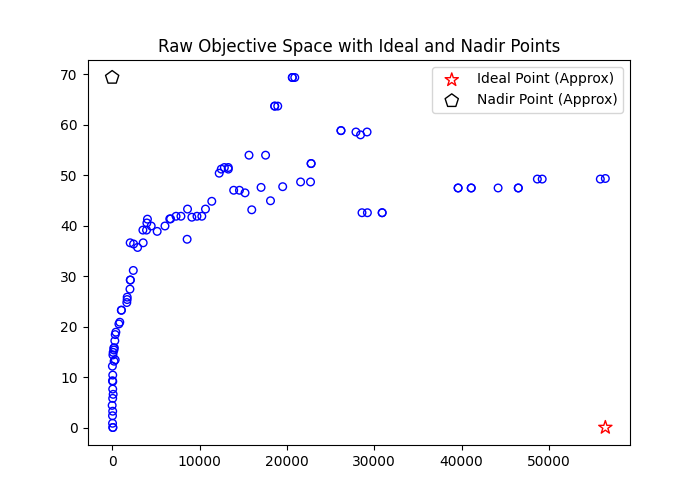 Raw Objective Space with Ideal and Nadir Points
Ideal Point (Approx)
Nadir Point (Approx)
70
60
50
40
30
20
10
0
0 10000 20000 30000 40000 50000